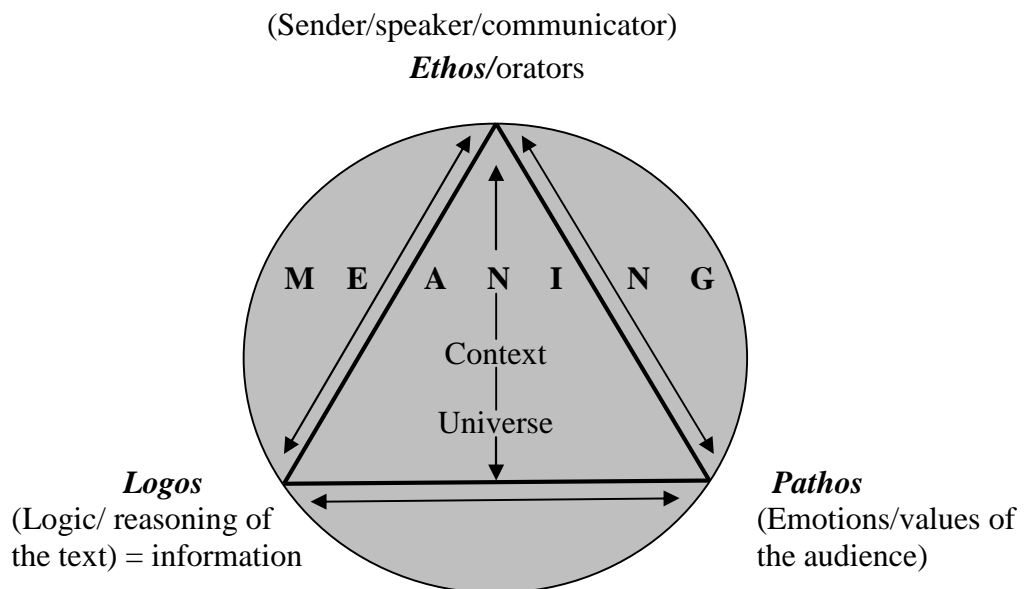 (Sender/speaker/communicator)
Ethos/orators
M E A N I N G
Context
Universe
Logos
(Logic/ reasoning of
the text) = information
Pathos
(Emotions/values of
the audience)